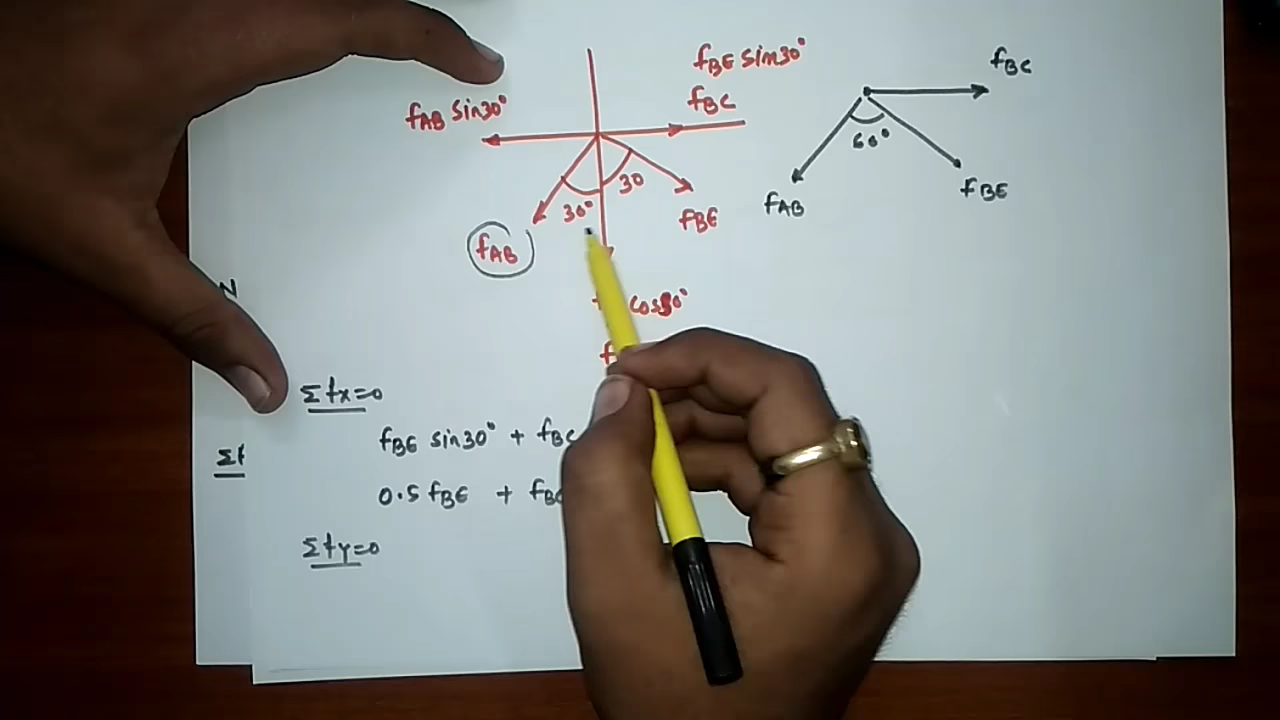 fBE sin30°
fBC
fAB sin30°
fBC
60°
30
30°
fAB
fBE
fAB
fBE
cos30°
f
N
Σfx=0
fBE sin30° + fBC
Σf
0.5 fBE + fBC
Σfy=0